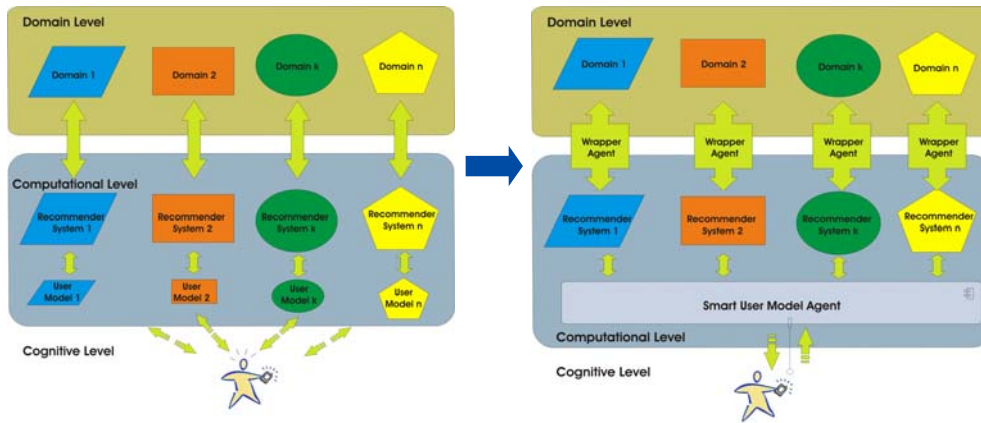 Domain Level
Domain 1
Domain 2
Domain k
Domain n
Computational Level
Recommender
System 1
Recommender
System 2
Recommender
System k
Recommender
System n
User
Model 1
User
Model 2
User
Model k
User
Model n
Cognitive Level
Domain Level
Domain 1
Domain 2
Domain k
Domain n
Wrapper
Agent
Wrapper
Agent
Wrapper
Agent
Wrapper
Agent
Recommender
System 1
Recommender
System 2
Recommender
System k
Recommender
System n
Smart User Model Agent
Computational Level
Cognitive Level